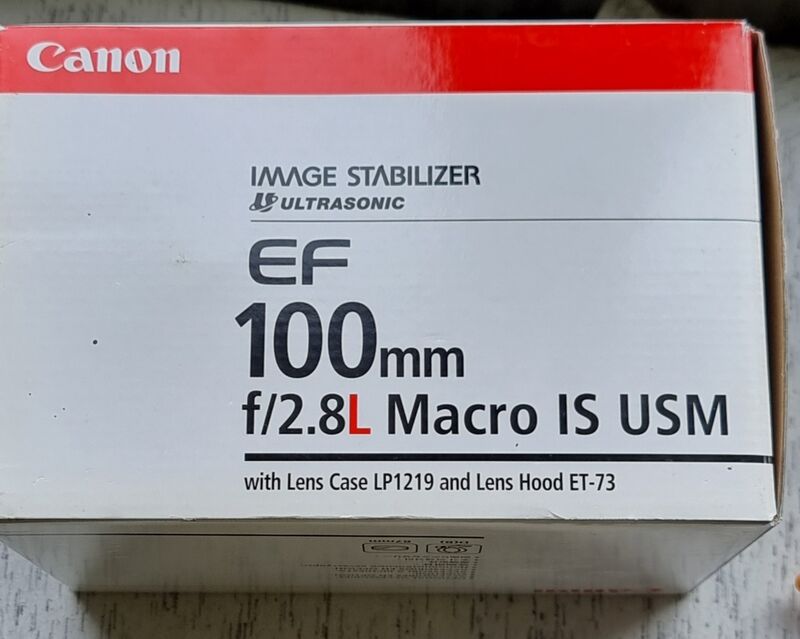 Canon
IMAGE STABILIZER
ULTRASONIC
EF
100mm
f/2.8L Macro IS USM
with Lens Case LP1219 and Lens Hood ET-73
67mm